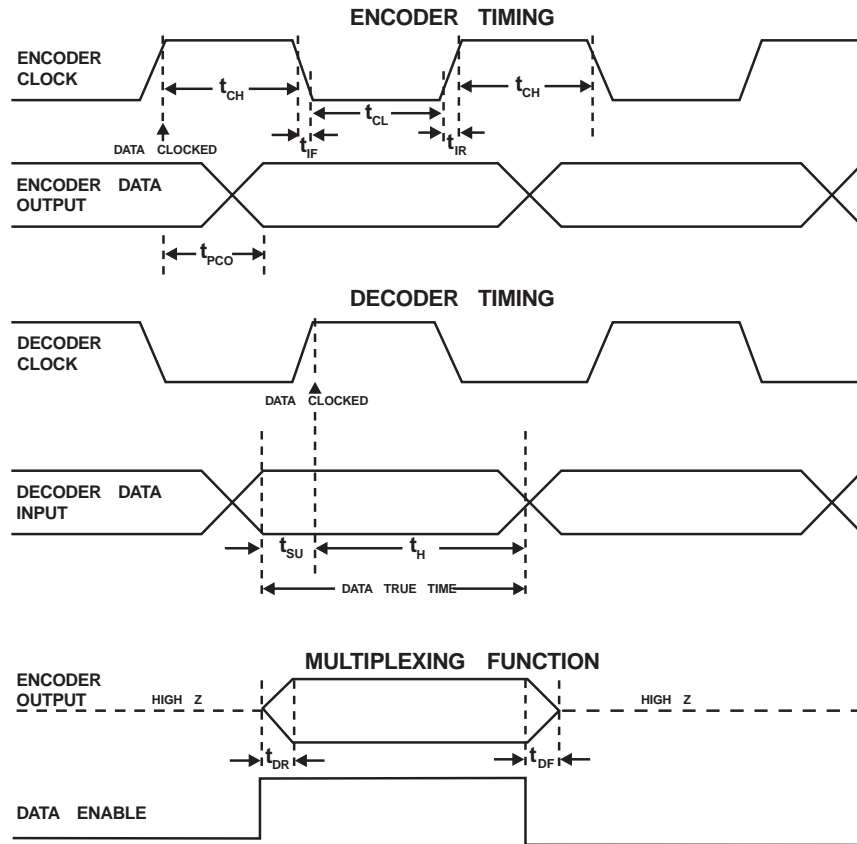 ENCODER TIMING
ENCODER
CLOCK
tCH
tCL
tCH
tIF
tIR
DATA CLOCKED
ENCODER DATA
OUTPUT
tPCO
DECODER TIMING
DECODER
CLOCK
DATA CLOCKED
DECODER DATA
INPUT
tSU
tH
DATA TRUE TIME
MULTIPLEXING FUNCTION
ENCODER
OUTPUT
HIGH Z
HIGH Z
tDR
tDF
DATA ENABLE